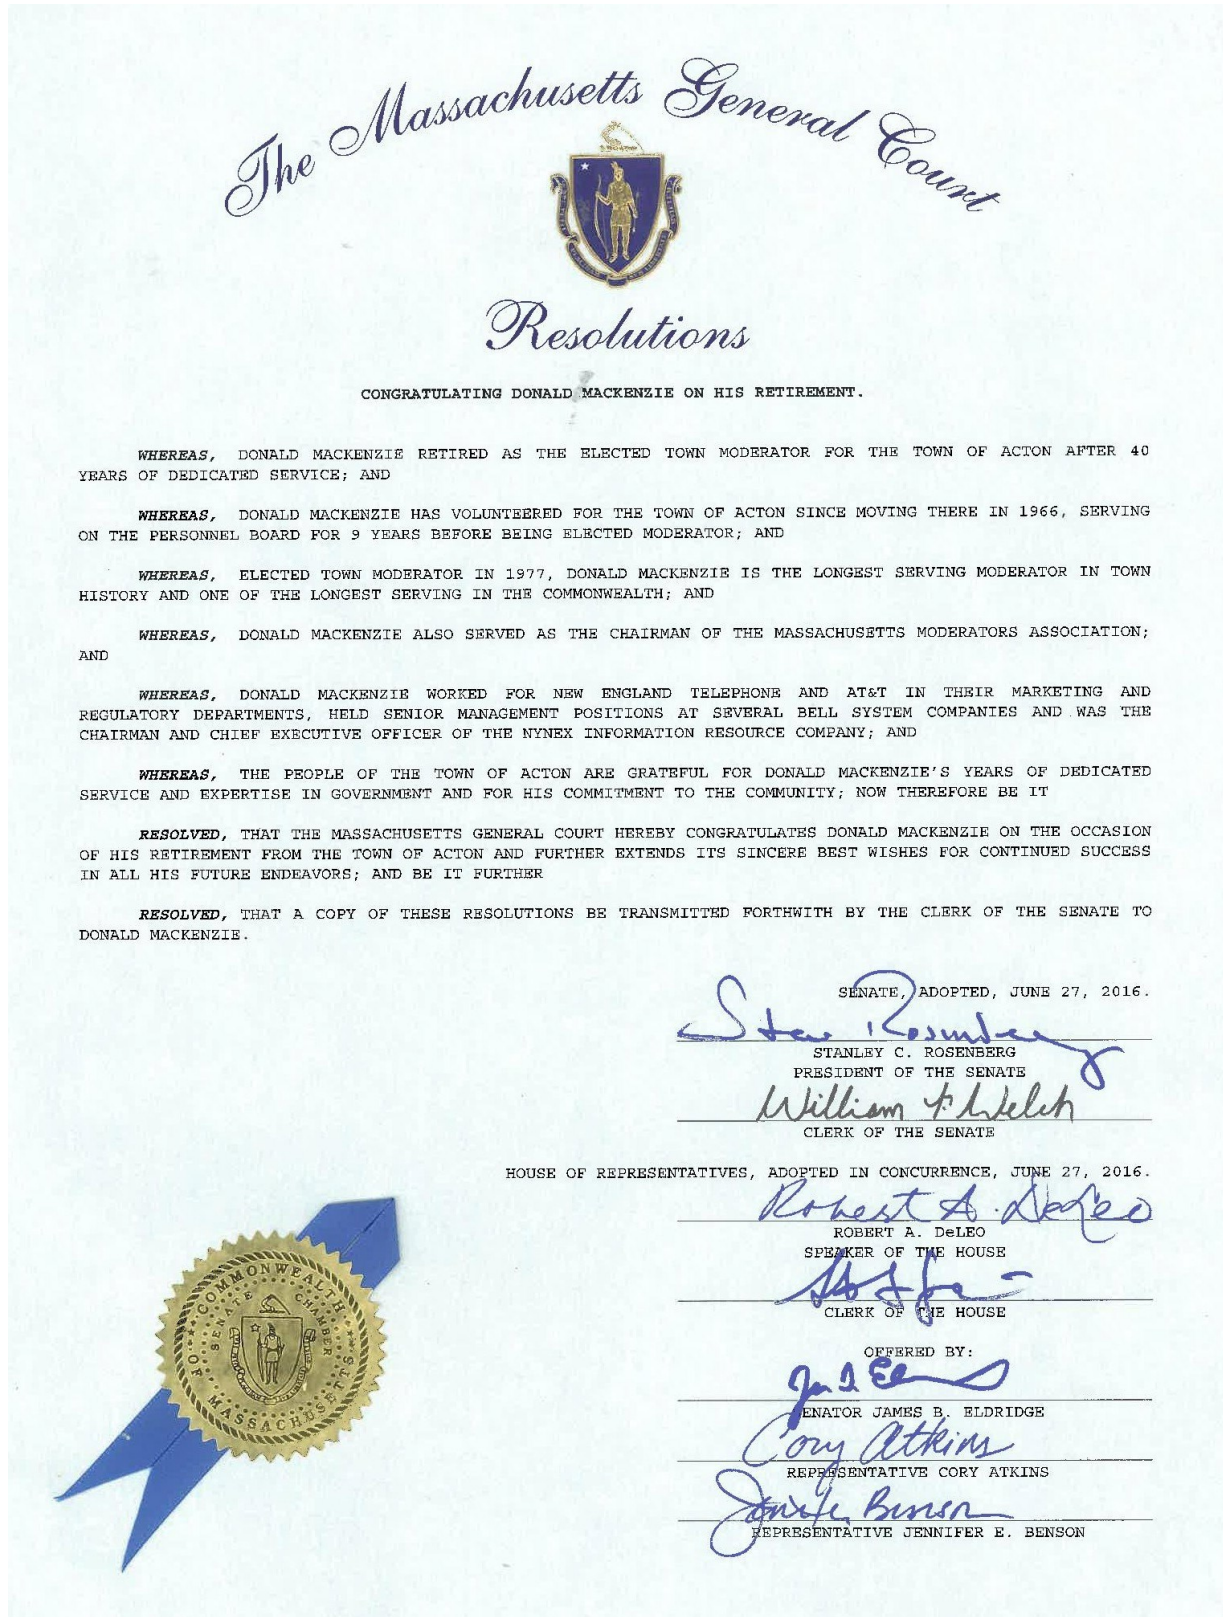 The Massachusetts General Court
Resolutions
CONGRATULATING DONALD MACKENZIE ON HIS RETIREMENT.
WHEREAS, DONALD MACKENZIE RETIRED AS THE ELECTED TOWN MODERATOR FOR THE TOWN OF ACTON AFTER 40
YEARS OF DEDICATED SERVICE; AND
WHEREAS, DONALD MACKENZIE HAS VOLUNTEERED FOR THE TOWN OF ACTON SINCE MOVING THERE IN 1966, SERVING
ON THE PERSONNEL BOARD FOR 9 YEARS BEFORE BEING ELECTED MODERATOR; AND
WHEREAS, ELECTED TOWN MODERATOR IN 1977, DONALD MACKENZIE IS THE LONGEST SERVING MODERATOR IN TOWN
HISTORY AND ONE OF THE LONGEST SERVING IN THE COMMONWEALTH; AND
WHEREAS, DONALD MACKENZIE ALSO SERVED AS THE CHAIRMAN OF THE MASSACHUSETTS MODERATORS ASSOCIATION;
AND
WHEREAS, DONALD MACKENZIE WORKED FOR NEW ENGLAND TELEPHONE AND AT&T IN THEIR MARKETING AND
REGULATORY DEPARTMENTS, HELD SENIOR MANAGEMENT POSITIONS AT SEVERAL BELL SYSTEM COMPANIES AND WAS THE
CHAIRMAN AND CHIEF EXECUTIVE OFFICER OF THE NYNEX INFORMATION RESOURCE COMPANY; AND
WHEREAS, THE PEOPLE OF THE TOWN OF ACTON ARE GRATEFUL FOR DONALD MACKENZIE'S YEARS OF DEDICATED
SERVICE AND EXPERTISE IN GOVERNMENT AND FOR HIS COMMITMENT TO THE COMMUNITY; NOW THEREFORE BE IT
RESOLVED, THAT THE MASSACHUSETTS GENERAL COURT HEREBY CONGRATULATES DONALD MACKENZIE ON THE OCCASION
OF HIS RETIREMENT FROM THE TOWN OF ACTON AND FURTHER EXTENDS ITS SINCERE BEST WISHES FOR CONTINUED SUCCESS
IN ALL HIS FUTURE ENDEAVORS; AND BE IT FURTHER
RESOLVED, THAT A COPY OF THESE RESOLUTIONS BE TRANSMITTED FORTHWITH BY THE CLERK OF THE SENATE TO
DONALD MACKENZIE.
SENATE, ADOPTED, JUNE 27, 2016.
Stan Rosenberg
STANLEY C. ROSENBERG
PRESIDENT OF THE SENATE
William F. Welch
CLERK OF THE SENATE
HOUSE OF REPRESENTATIVES, ADOPTED IN CONCURRENCE, JUNE 27, 2016.
Robert A. DeLeo
ROBERT A. DeLEO
SPEAKER OF THE HOUSE
CLERK OF THE HOUSE
OFFERED BY:
SENATOR JAMES B. ELDRIDGE
Cory Atkins
REPRESENTATIVE CORY ATKINS
Jennifer Benson
REPRESENTATIVE JENNIFER E. BENSON
COMMONWEALTH OF MASSACHUSETTS
SENATE CHAMBER